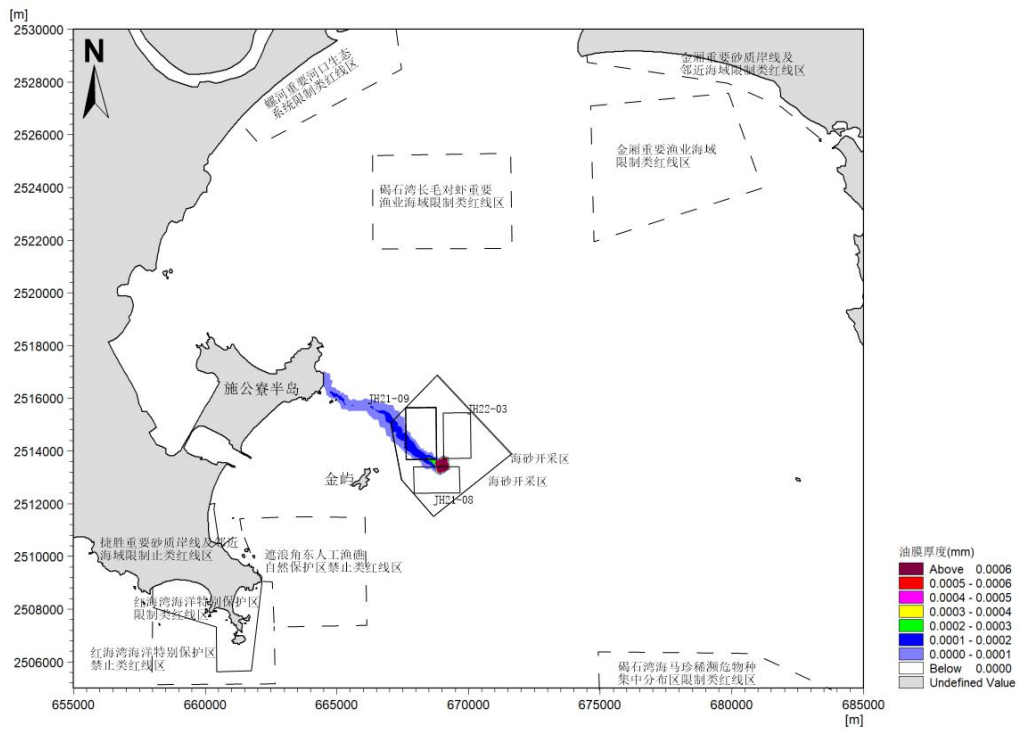 [m]
2530000
2528000
2526000
2524000
2522000
2520000
2518000
2516000
2514000
2512000
2510000
2508000
2506000
N
螺河重要河口生态
系统限制类红线区
金厢重要砂质岸线及
邻近海域限制类红线区
金厢重要渔业海域
限制类红线区
碣石湾长毛对虾重要
渔业海域限制类红线区
施公寮半岛
JH21-09
JH22-03
海砂开采区
海砂开采区
JH21-08
金屿
捷胜重要砂质岸线及邻近
海域限制止类红线区
遮浪角东人工渔礁
自然保护区禁止类红线区
红海湾海洋特别保护区
限制类红线区
红海湾海洋特别保护区
禁止类红线区
碣石湾海马珍稀濒危物种
集中分布区限制类红线区
655000
660000
665000
670000
675000
680000
685000
[m]
油膜厚度(mm)
Above 0.0006
0.0005 - 0.0006
0.0004 - 0.0005
0.0003 - 0.0004
0.0002 - 0.0003
0.0001 - 0.0002
0.0000 - 0.0001
Below 0.0000
Undefined Value